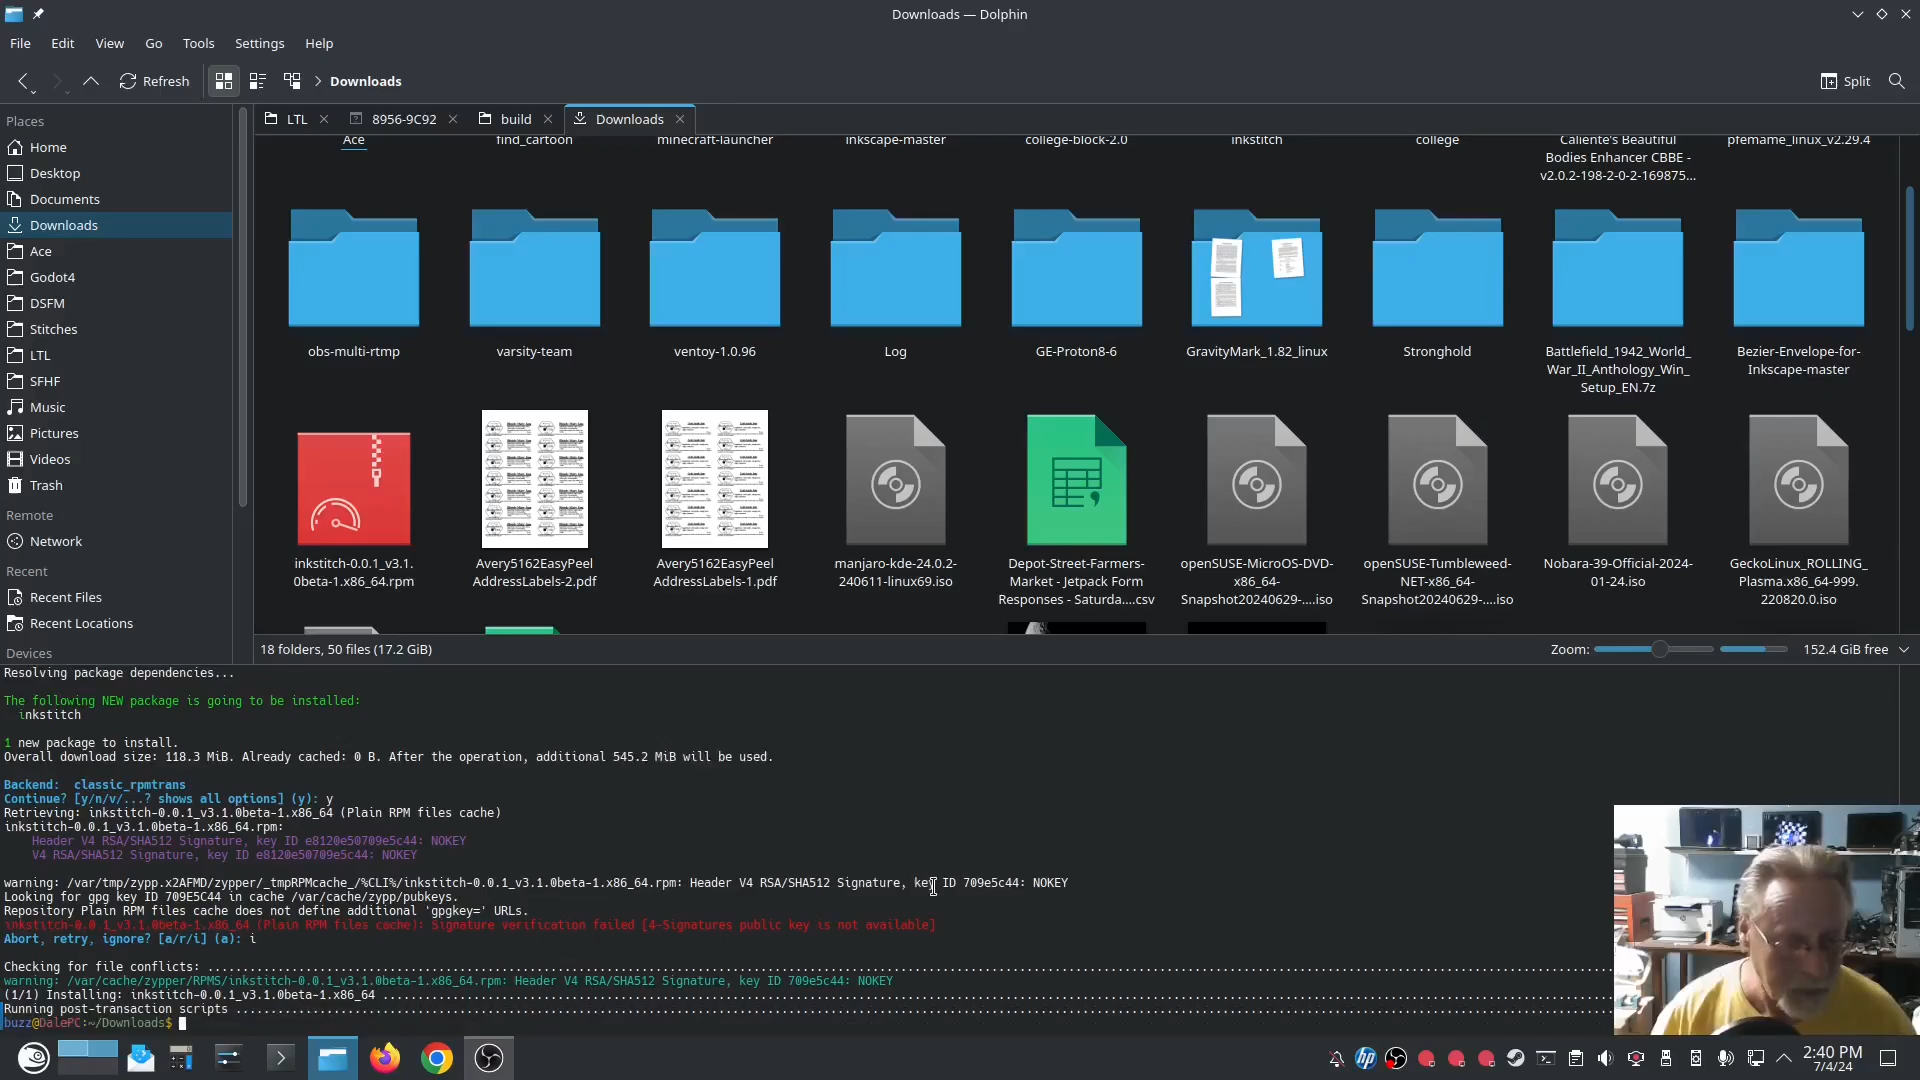 Downloads — Dolphin
File Edit View Go Tools Settings Help
Refresh
Downloads
Split
Places
Home
Desktop
Documents
Downloads
Ace
Godot4
DSFM
Stitches
LTL
SFHF
Music
Pictures
Videos
Trash
Remote
Network
Recent
Recent Files
Recent Locations
Devices
LTL
8956-9C92
build
Downloads
Ace
find_cartoon
minecraft-launcher
inkscape-master
college-block-2.0
inkstitch
college
Caliente's Beautiful
Bodies Enhancer CBBE -
v2.0.2-198-2-0-2-169875...
pfemame_linux_v2.29.4
obs-multi-rtmp
varsity-team
ventoy-1.0.96
Log
GE-Proton8-6
GravityMark_1.82_linux
Stronghold
Battlefield_1942_World_
War_II_Anthology_Win_
Setup_EN.7z
Bezier-Envelope-for-
Inkscape-master
inkstitch-0.0.1_v3.1.
0beta-1.x86_64.rpm
Avery5162EasyPeel
AddressLabels-2.pdf
Avery5162EasyPeel
AddressLabels-1.pdf
manjaro-kde-24.0.2-
240611-linux69.iso
Depot-Street-Farmers-
Market - Jetpack Form
Responses - Saturda....csv
openSUSE-MicroOS-DVD-
x86_64-
Snapshot20240629-....iso
openSUSE-Tumbleweed-
NET-x86_64-
Snapshot20240629-....iso
Nobara-39-Official-2024-
01-24.iso
GeckoLinux_ROLLING_
Plasma.x86_64-999.
220820.0.iso
18 folders, 50 files (17.2 GiB)
Zoom:
152.4 GiB free
Resolving package dependencies...
The following NEW package is going to be installed:
inkstitch
1 new package to install.
Overall download size: 118.3 MiB. Already cached: 0 B. After the operation, additional 545.2 MiB will be used.
Backend: classic_rpmtrans
Continue? [y/n/v/...? shows all options] (y): y
Retrieving: inkstitch-0.0.1_v3.1.0beta-1.x86_64 (Plain RPM files cache)
inkstitch-0.0.1_v3.1.0beta-1.x86_64.rpm:
Header V4 RSA/SHA512 Signature, key ID e8120e50709e5c44: NOKEY
V4 RSA/SHA512 Signature, key ID e8120e50709e5c44: NOKEY
warning: /var/tmp/zypp.x2AFMD/zypper/_tmpRPMcache_/%CLI%/inkstitch-0.0.1_v3.1.0beta-1.x86_64.rpm: Header V4 RSA/SHA512 Signature, key ID 709e5c44: NOKEY
Looking for gpg key ID 709E5C44 in cache /var/cache/zypp/pubkeys.
Repository Plain RPM files cache does not define additional 'gpgkey=' URLs.
inkstitch-0.0.1_v3.1.0beta-1.x86_64 (Plain RPM files cache): Signature verification failed [4-Signatures public key is not available]
Abort, retry, ignore? [a/r/i] (a): i
Checking for file conflicts: ................................
warning: /var/cache/zypper/RPMS/inkstitch-0.0.1_v3.1.0beta-1.x86_64.rpm: Header V4 RSA/SHA512 Signature, key ID 709e5c44: NOKEY
(1/1) Installing: inkstitch-0.0.1_v3.1.0beta-1.x86_64 ................................
Running post-transaction scripts ................................
buzz@DalePC:~/Downloads$
hp
2:40 PM
7/4/24